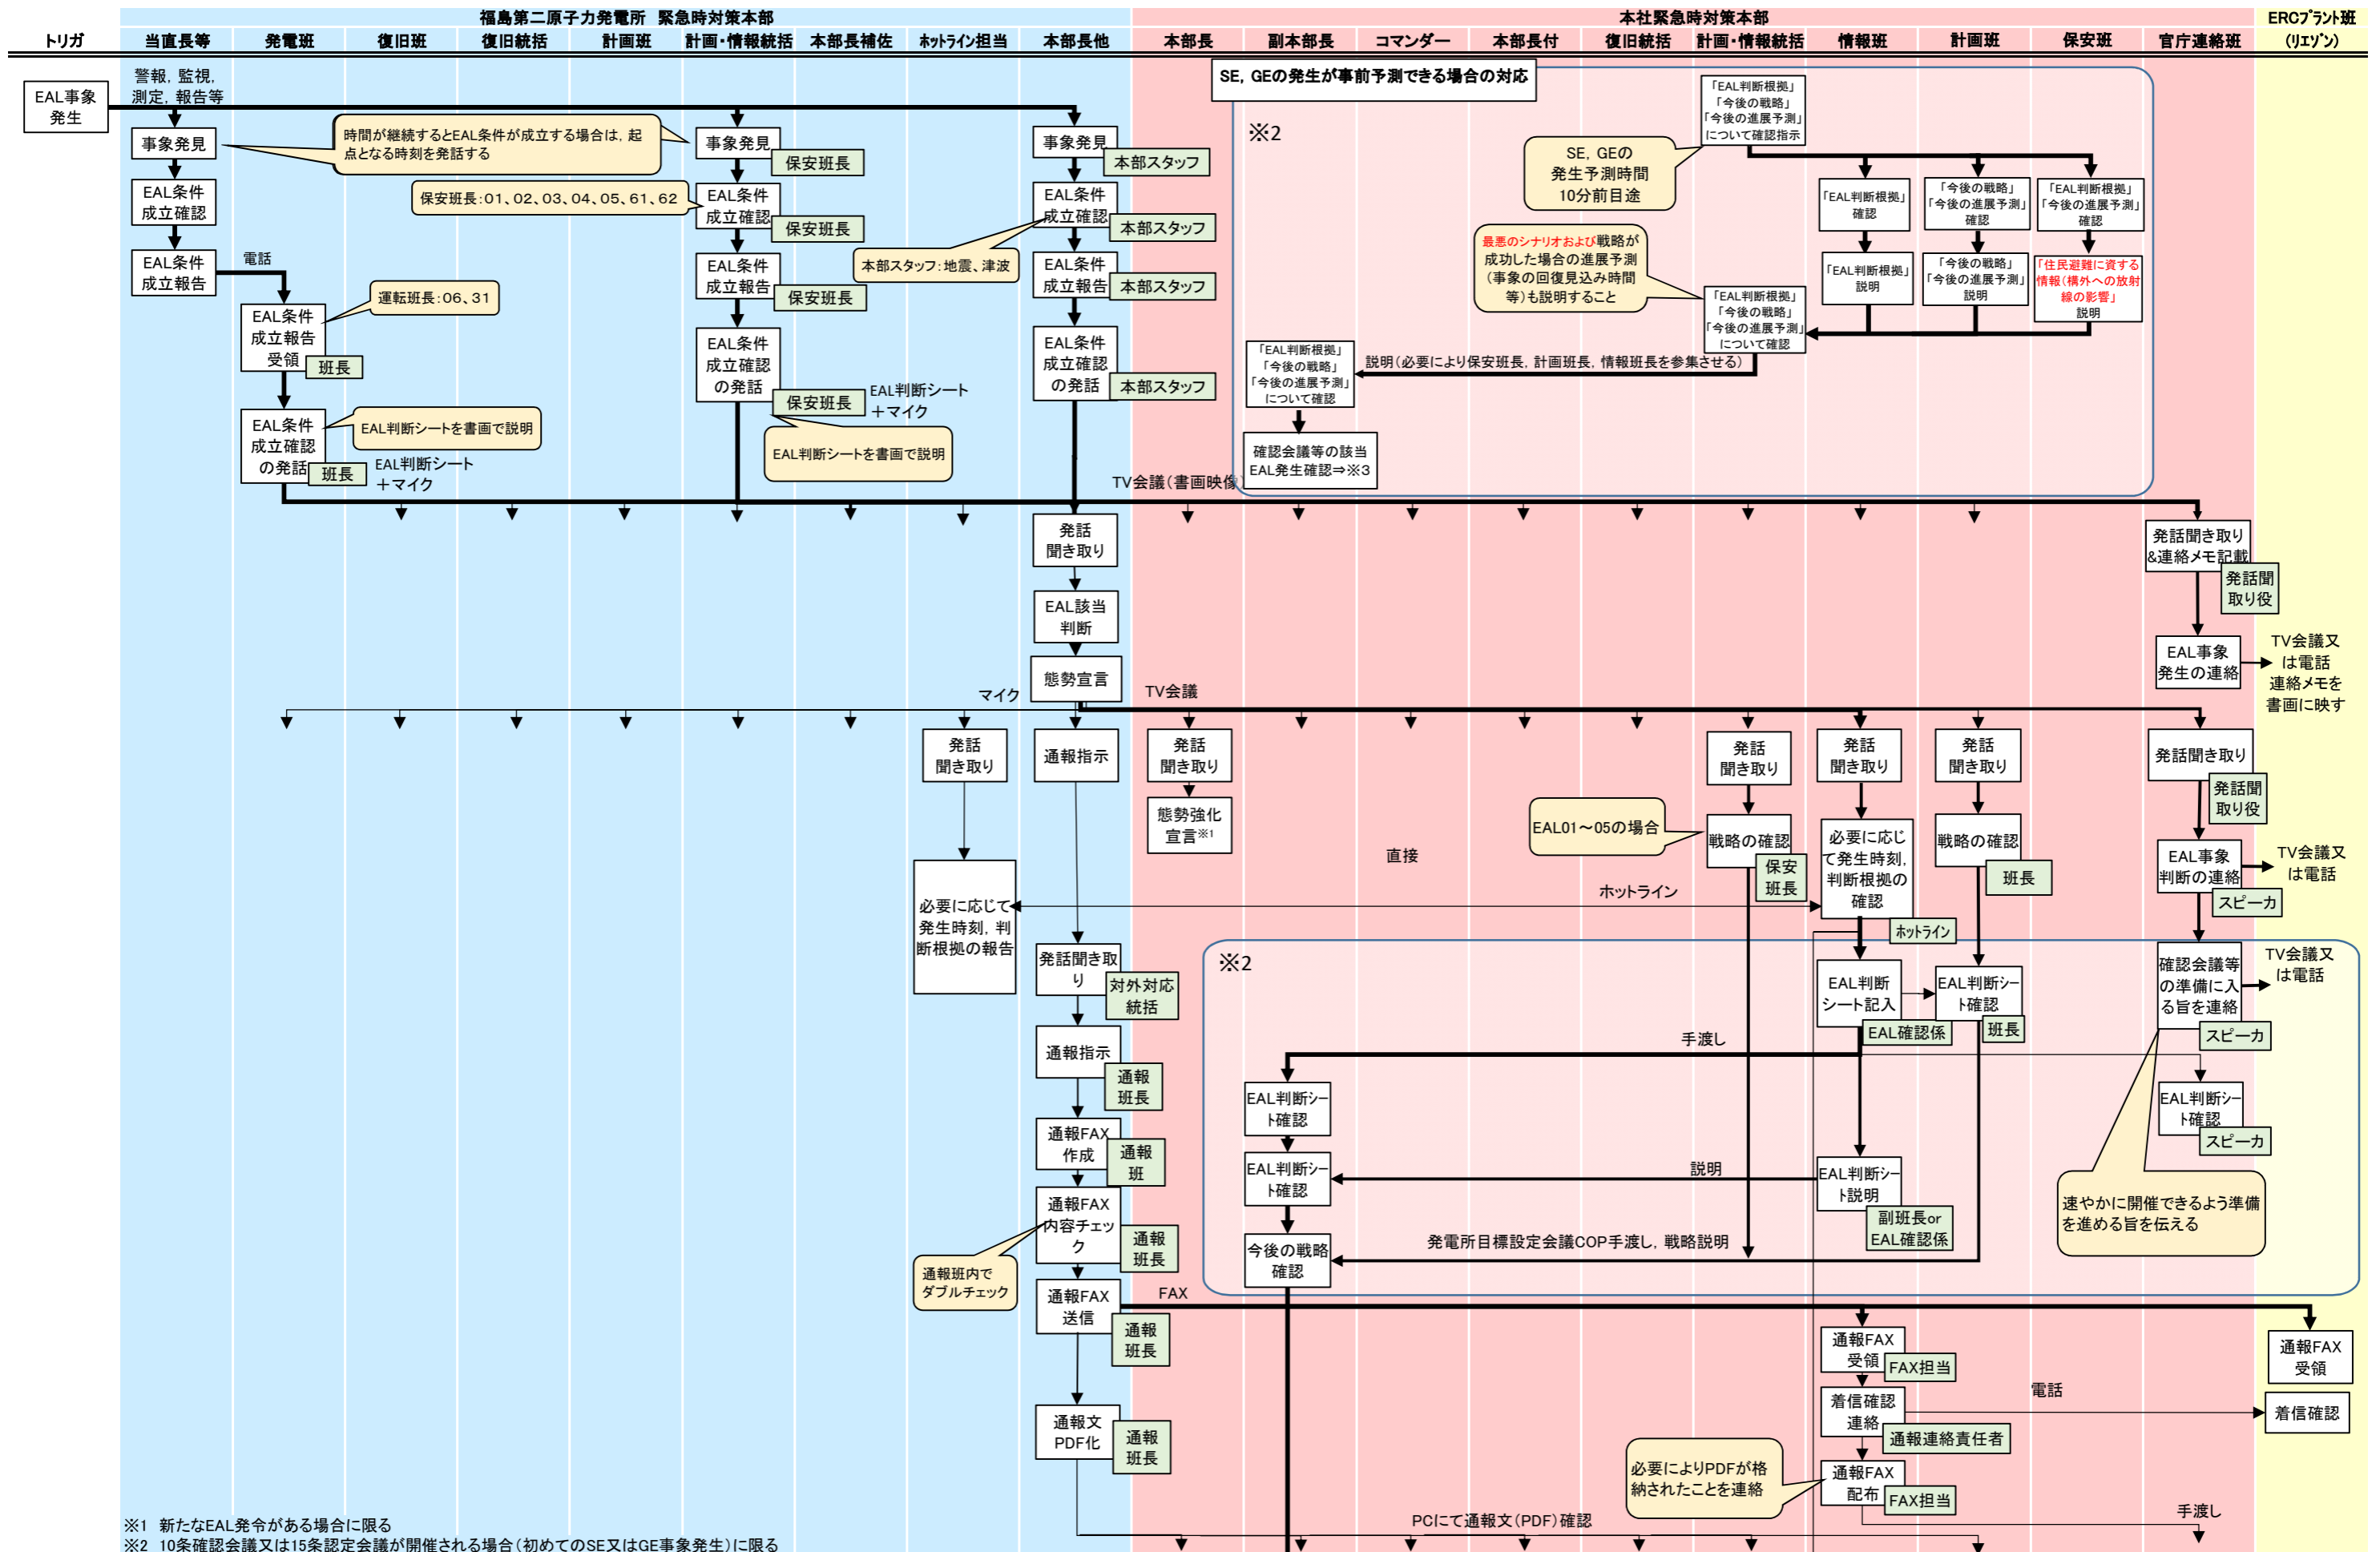 福島第二原子力発電所　緊急時対策本部
本社緊急時対策本部
ERCﾌﾟﾗﾝﾄ班
(ﾘｴｿﾞﾝ)
トリガ
当直長等
発電班
復旧班
復旧統括
計画班
計画・情報統括
本部長補佐
ﾎｯﾄﾗｲﾝ担当
本部長他
本部長
副本部長
コマンダー
本部長付
復旧統括
計画・情報統括
情報班
計画班
保安班
官庁連絡班
EAL事象
発生
警報，監視，
測定，報告等
事象発見
EAL条件
成立確認
EAL条件
成立報告
電話
時間が継続するとEAL条件が成立する場合は，起
点となる時刻を発話する
保安班長：０１、０２、０３、０４、０５、６１、６２
運転班長：０６、３１
EAL条件
成立報告
受領
班長
EAL条件
成立確認
の発話
班長
EAL判断シートを書画で説明
EAL判断シート
＋マイク
事象発見
保安班長
EAL条件
成立確認
保安班長
EAL条件
成立報告
保安班長
EAL条件
成立確認
の発話
保安班長
EAL判断シート
＋マイク
EAL判断シートを書画で説明
本部スタッフ：地震、津波
事象発見
本部スタッフ
EAL条件
成立確認
本部スタッフ
EAL条件
成立報告
本部スタッフ
EAL条件
成立確認
の発話
本部スタッフ
SE，GEの発生が事前予測できる場合の対応
※2
「EAL判断根拠」
「今後の戦略」
「今後の進展予測」
について確認指示
SE，GEの
発生予測時間
10分前目途
「EAL判断根拠」
確認
「今後の戦略」
「今後の進展予測」
確認
「EAL判断根拠」
「今後の進展予測」
確認
最悪のシナリオおよび戦略が
成功した場合の進展予測
（事象の回復見込み時間
等）も説明すること
「EAL判断根拠」
説明
「今後の戦略」
「今後の進展予測」
説明
「住民避難に資する
情報（構外への放射
線の影響」
説明
「EAL判断根拠」
「今後の戦略」
「今後の進展予測」
について確認
説明（必要により保安班長，計画班長，情報班長を参集させる）
「EAL判断根拠」
「今後の戦略」
「今後の進展予測」
について確認
確認会議等の該当
EAL発生確認⇒※３
TV会議（書画映像
発話
聞き取り
EAL該当
判断
態勢宣言
マイク
TV会議
発話聞き取り
&連絡メモ記載
発話聞
取り役
EAL事象
発生の連絡
TV会議又
は電話
連絡メモを
書画に映す
発話
聞き取り
通報指示
発話
聞き取り
発話
聞き取り
発話
聞き取り
発話
聞き取り
発話聞き取り
発話聞
取り役
態勢強化
宣言※1
EAL01～05の場合
戦略の確認
保安
班長
必要に応じ
て発生時刻，
判断根拠の
確認
ﾎｯﾄﾗｲﾝ
戦略の確認
班長
EAL事象
判断の連絡
スピーカ
TV会議又
は電話
直接
ホットライン
必要に応じて
発生時刻，判
断根拠の報告
発話聞き取
り
対外対応
統括
通報指示
通報
班長
通報FAX
作成
通報
班
通報FAX
内容チェッ
ク
通報
班長
通報班内で
ダブルチェック
通報FAX
送信
通報
班長
通報文
PDF化
通報
班長
※2
EAL判断
シート記入
EAL確認係
EAL判断シー
ト確認
班長
確認会議等
の準備に入
る旨を連絡
スピーカ
TV会議又
は電話
手渡し
EAL判断シー
ト確認
EAL判断シー
ト確認
スピーカ
EAL判断シー
ト確認
説明
EAL判断シー
ト説明
副班長or
EAL確認係
速やかに開催できるよう準備
を進める旨を伝える
発電所目標設定会議COP手渡し，戦略説明
今後の戦略
確認
FAX
通報FAX
受領
FAX担当
通報FAX
受領
着信確認
連絡
通報連絡責任者
電話
着信確認
必要によりPDFが格
納されたことを連絡
通報FAX
配布
FAX担当
手渡し
PCにて通報文（PDF）確認
※１　新たなEAL発令がある場合に限る
※２　10条確認会議又は15条認定会議が開催される場合（初めてのSE又はGE事象発生）に限る